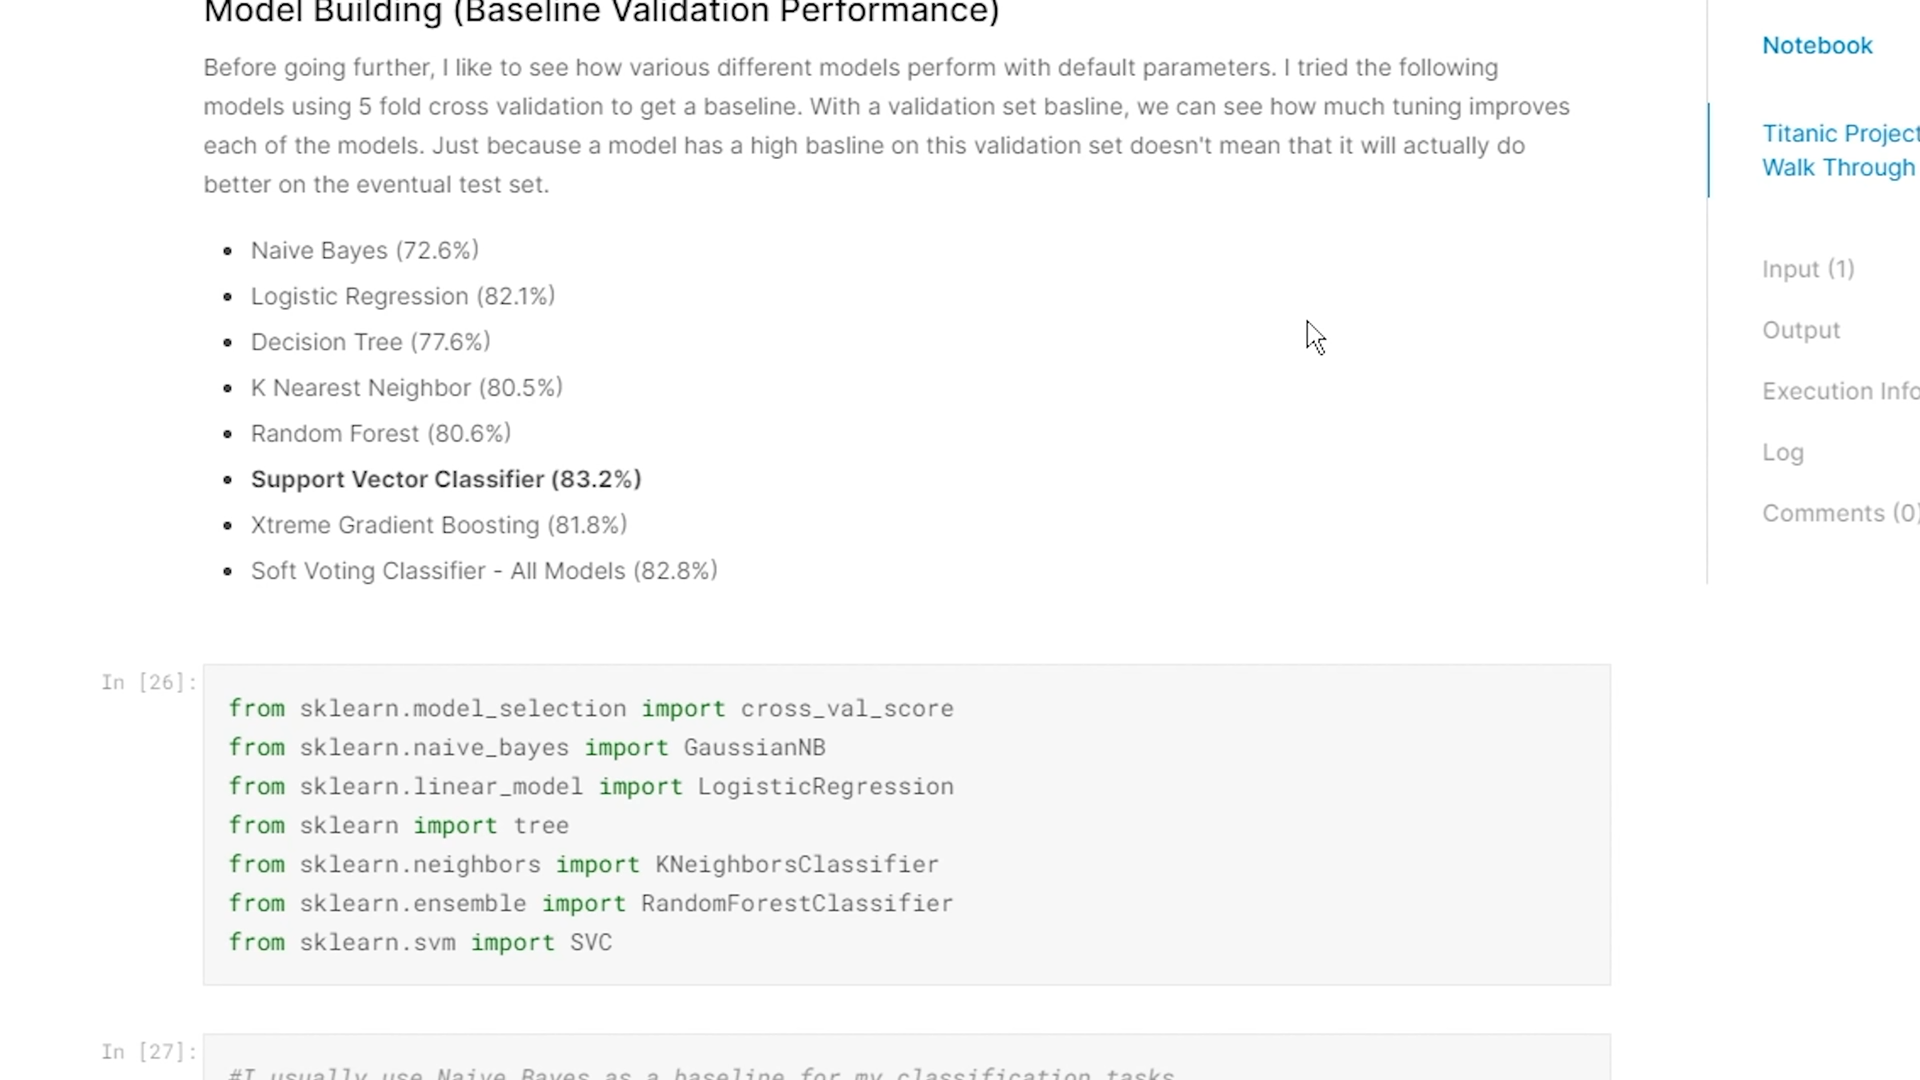 Model Building (Baseline Validation Performance)
Before going further, I like to see how various different models perform with default parameters. I tried the following
models using 5 fold cross validation to get a baseline. With a validation set basline, we can see how much tuning improves
each of the models. Just because a model has a high basline on this validation set doesn't mean that it will actually do
better on the eventual test set.
Naive Bayes (72.6%)
Logistic Regression (82.1%)
Decision Tree (77.6%)
K Nearest Neighbor (80.5%)
Random Forest (80.6%)
Support Vector Classifier (83.2%)
Xtreme Gradient Boosting (81.8%)
Soft Voting Classifier - All Models (82.8%)
In [26]:
from sklearn.model_selection import cross_val_score
from sklearn.naive_bayes import GaussianNB
from sklearn.linear_model import LogisticRegression
from sklearn import tree
from sklearn.neighbors import KNeighborsClassifier
from sklearn.ensemble import RandomForestClassifier
from sklearn.svm import SVC
In [27]:
#I usually use Naive Bayes as a baseline for my classification tasks
Notebook
Titanic Project
Walk Through
Input (1)
Output
Execution Info
Log
Comments (0)